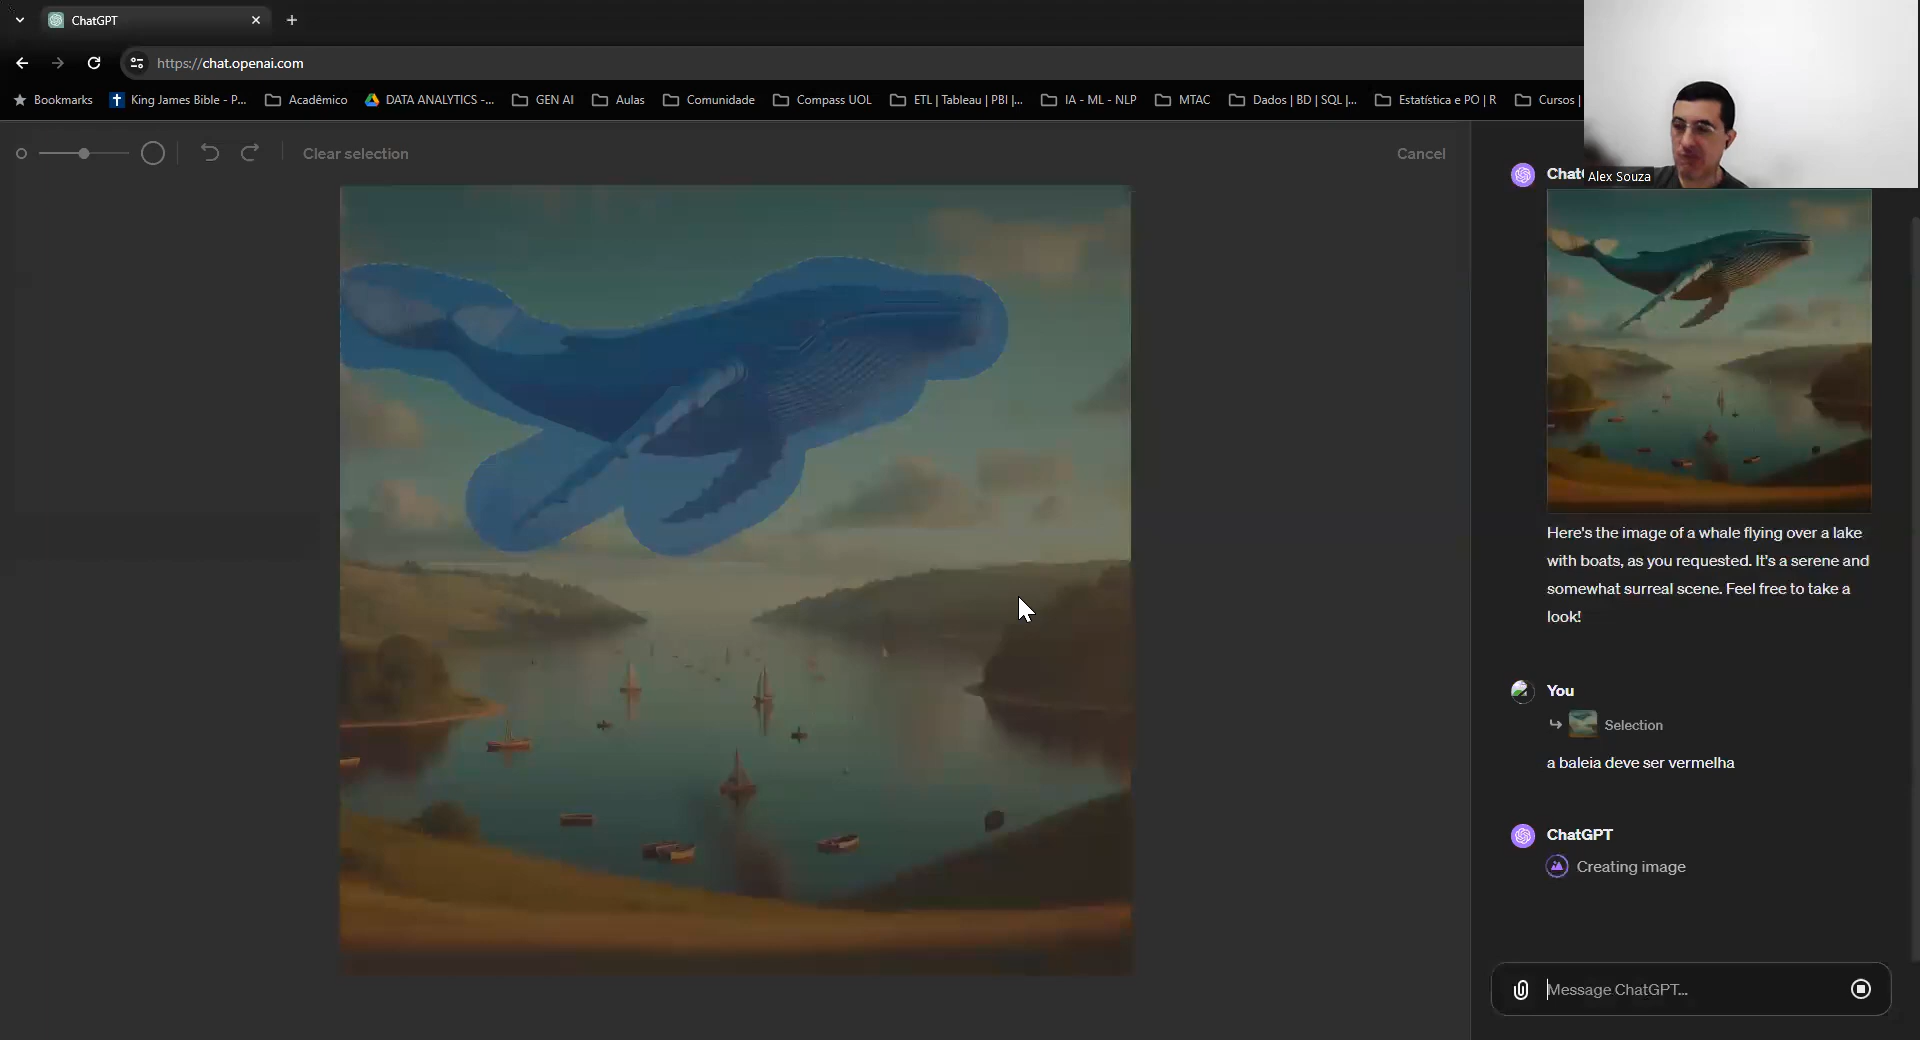 ChatGPT
https://chat.openai.com
Bookmarks
King James Bible - P...
Acadêmico
DATA ANALYTICS -...
GEN AI
Aulas
Comunidade
Compass UOL
ETL | Tableau | PBI |...
IA - ML - NLP
MTAC
Dados | BD | SQL |...
Estatística e PO | R
Cursos |
Clear selection
Cancel
Alex Souza
Here's the image of a whale flying over a lake
with boats, as you requested. It's a serene and
somewhat surreal scene. Feel free to take a
look!
You
Selection
a baleia deve ser vermelha
ChatGPT
Creating image
Message ChatGPT...